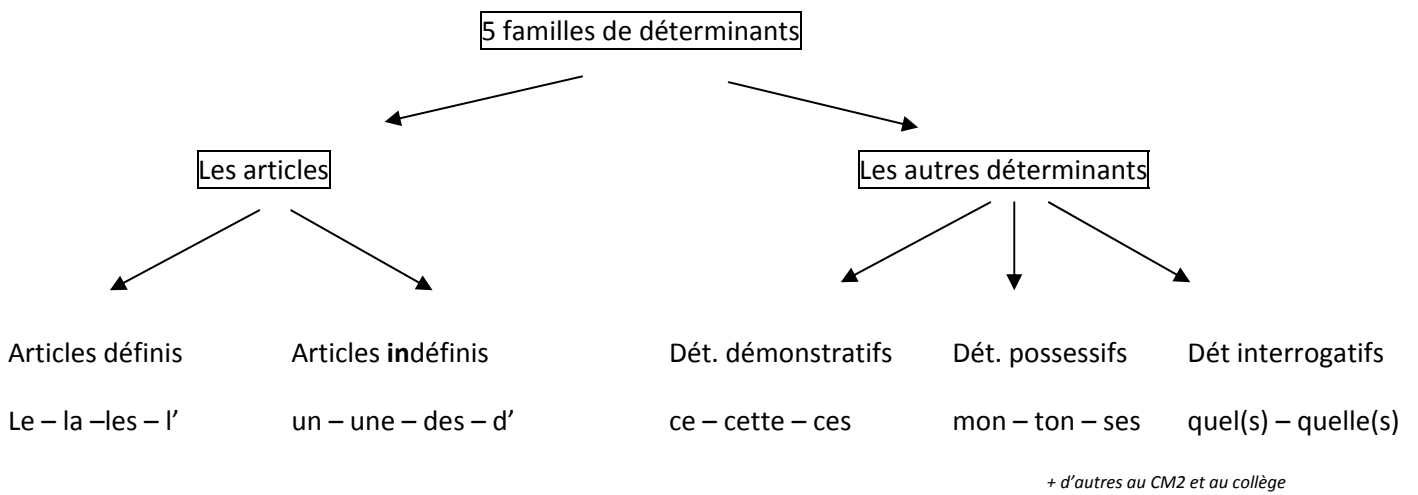 5 familles de déterminants
Les articles
Les autres déterminants
Articles définis
Articles indéfinis
Dét. démonstratifs
Dét. possessifs
Dét interrogatifs
Le – la –les – l’
un – une – des – d’
ce – cette – ces
mon – ton – ses
quel(s) – quelle(s)
+ d’autres au CM2 et au collège